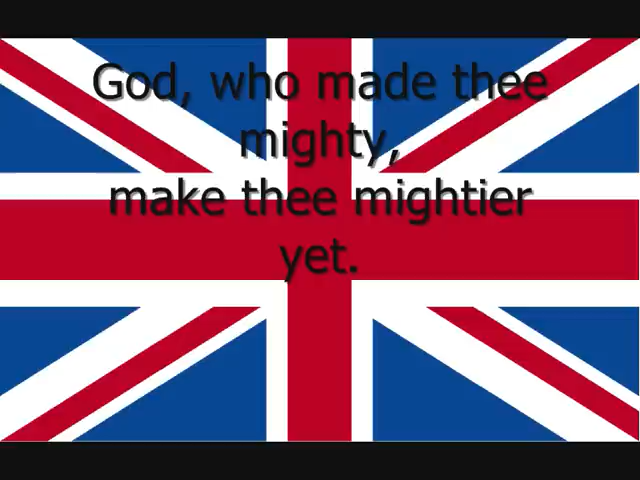 God, who made thee
mighty,
make thee mightier
yet.